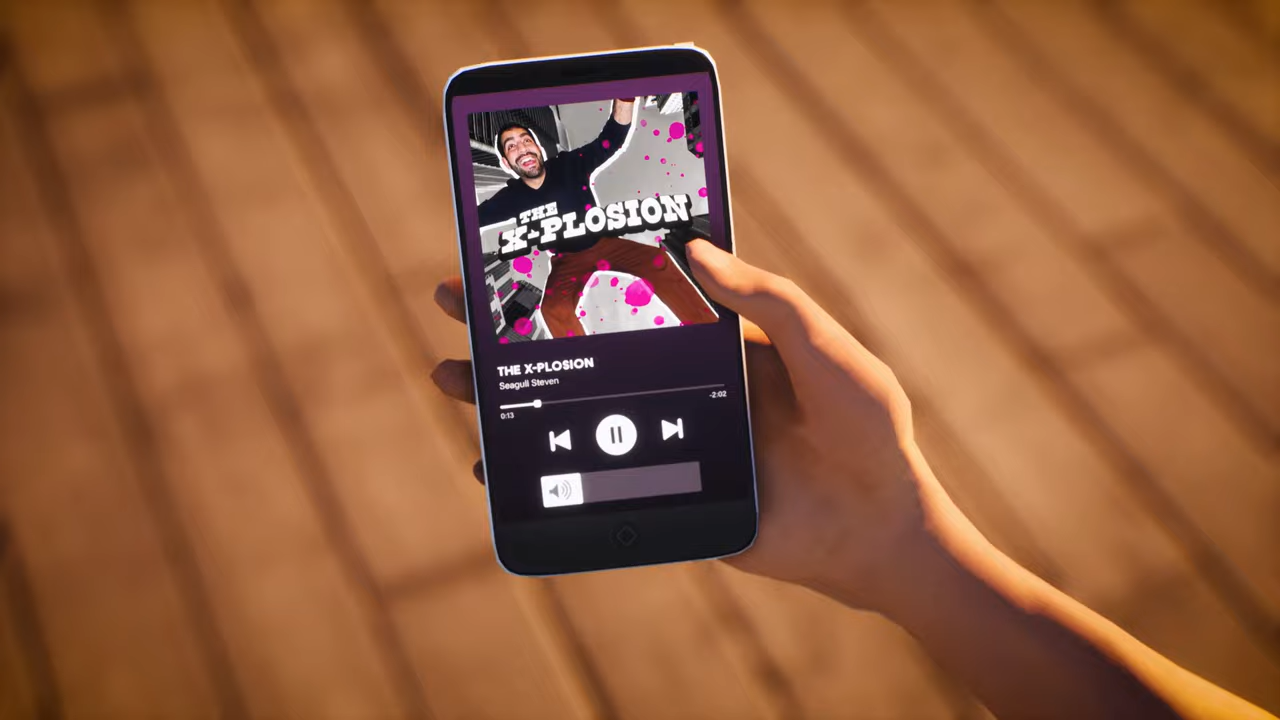 THE
X-PLOSION
THE X-PLOSION
Seagull Steven
0:13
-2:02